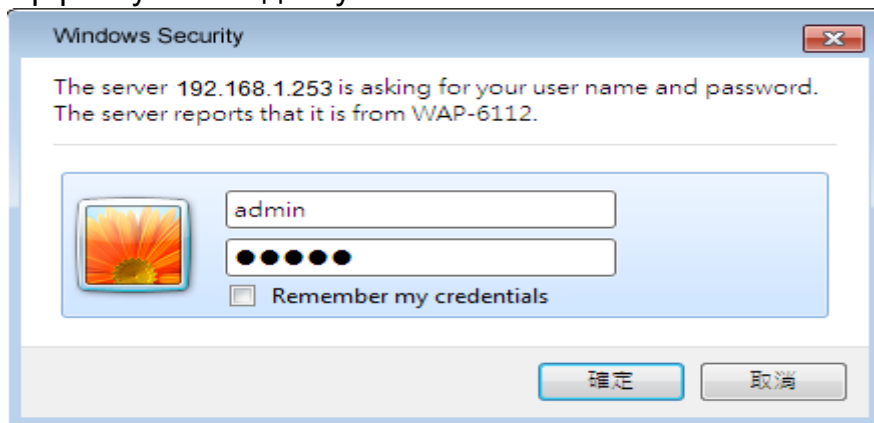 Windows Security
The server 192.168.1.253 is asking for your user name and password.
The server reports that it is from WAP-6112.
admin
●●●●●
Remember my credentials
確定
取消